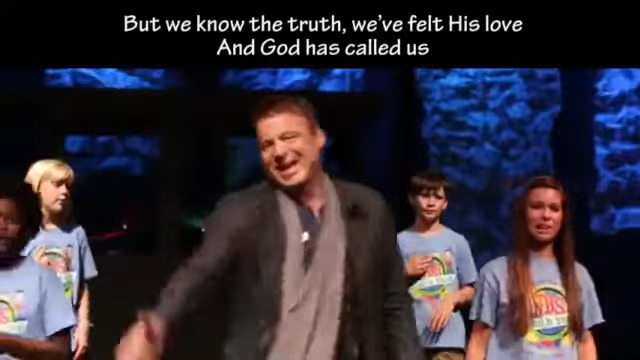 But we know the truth, we've felt His love
And God has called us